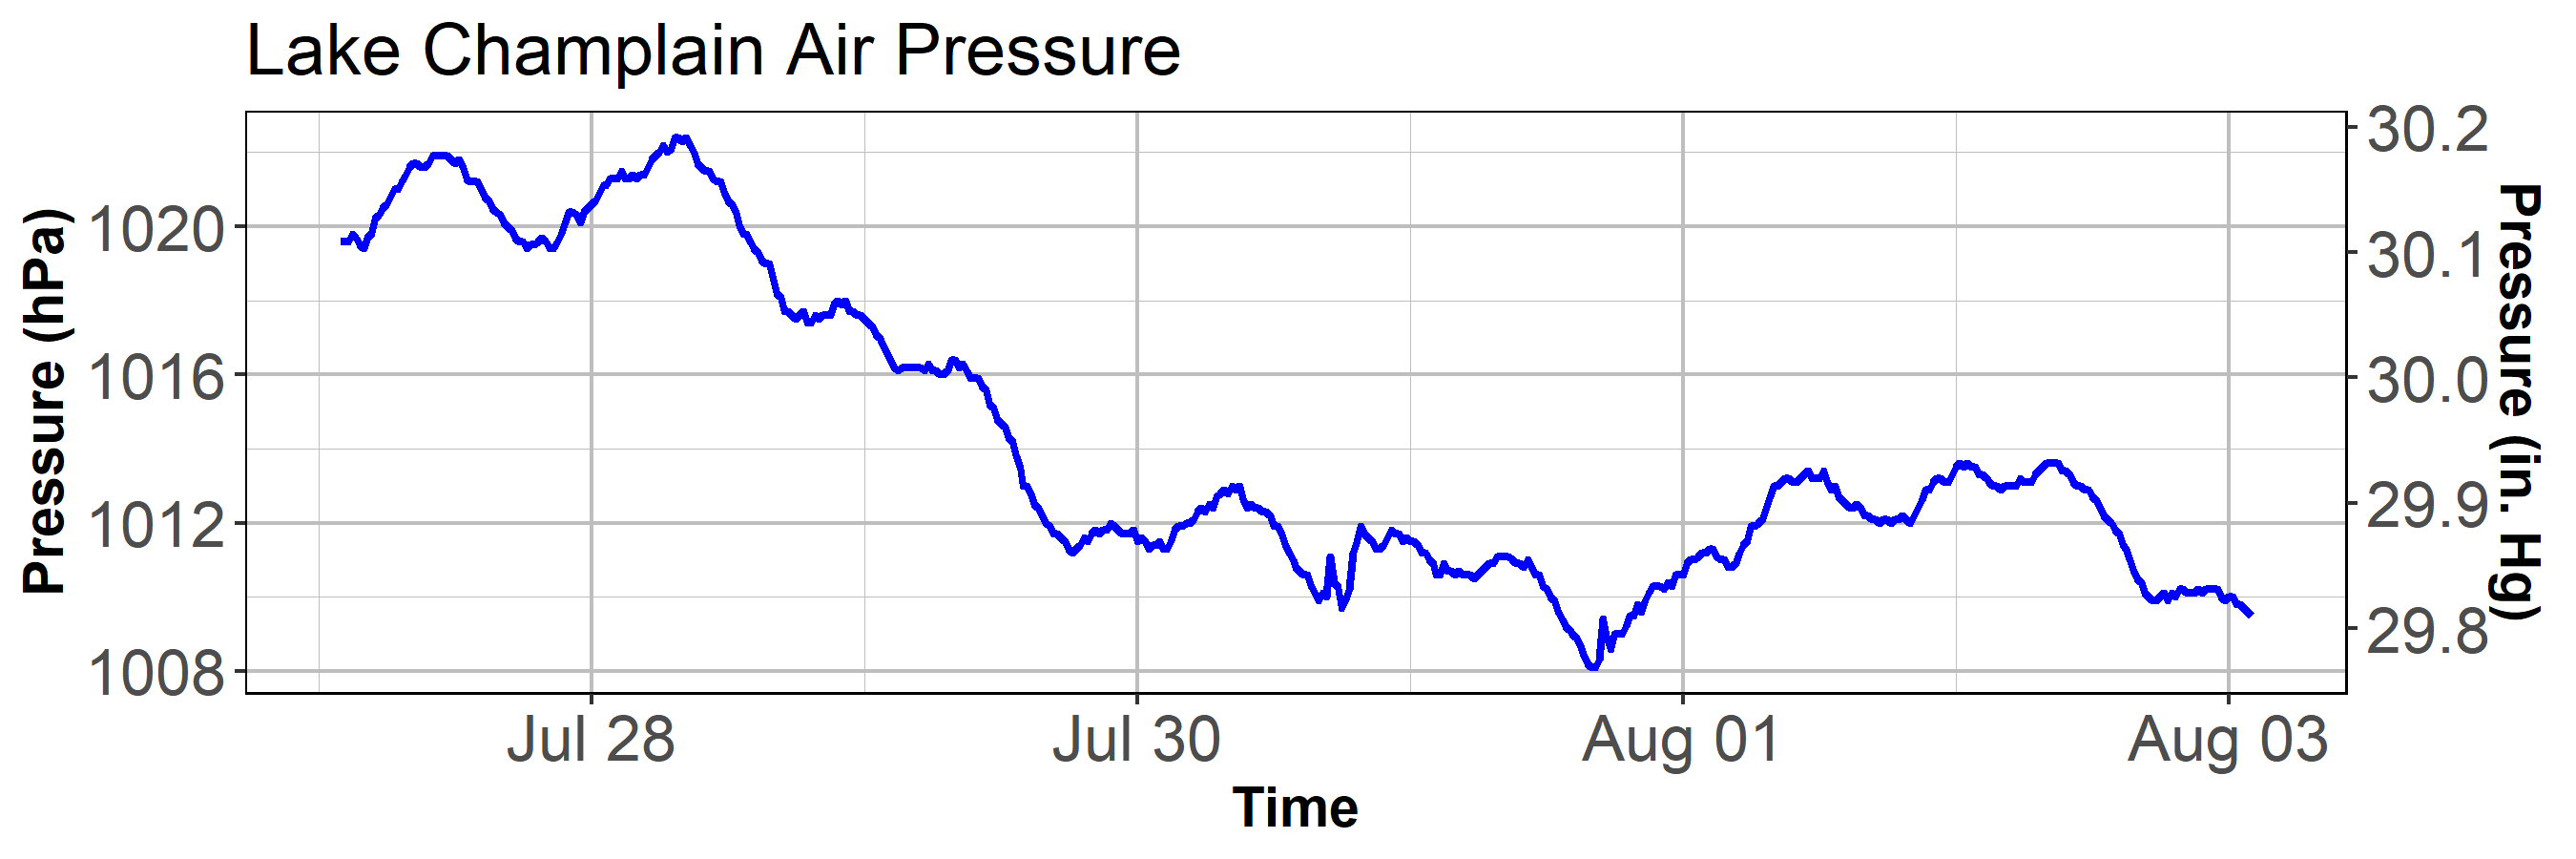 Lake Champlain Air Pressure
Pressure (hPa)
1020
1016
1012
1008
30.2
30.1
30.0
29.9
29.8
Pressure (in. Hg)
Jul 28
Jul 30
Aug 01
Aug 03
Time